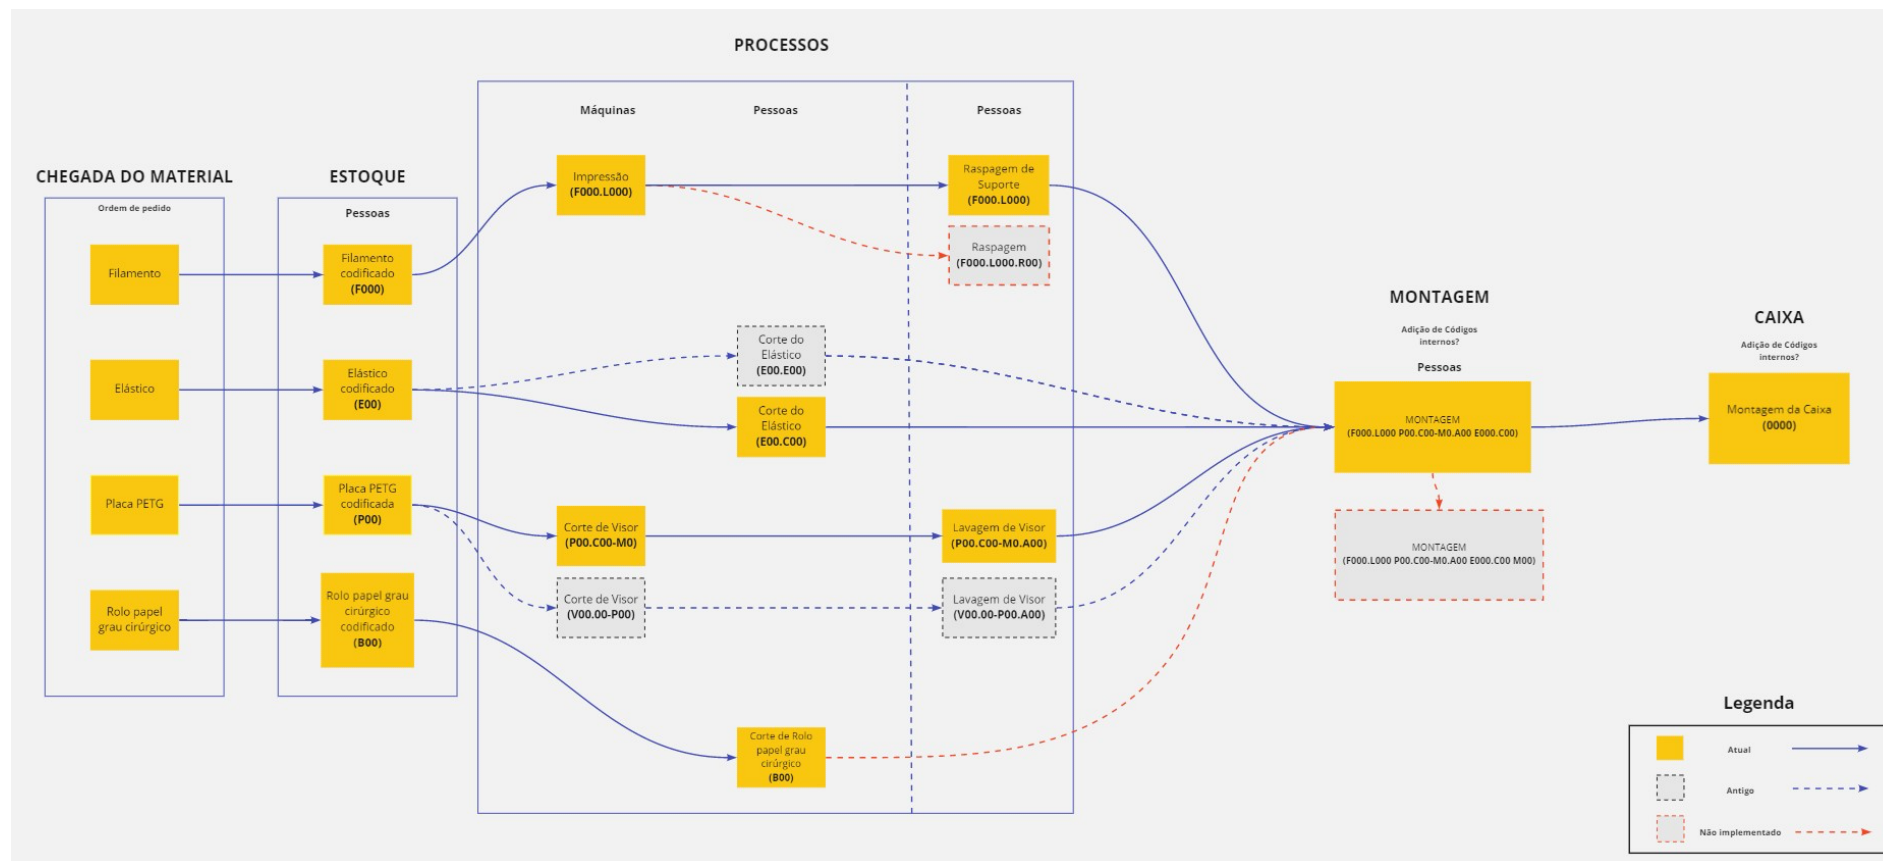 PROCESSOS
Máquinas
Pessoas
Pessoas
CHEGADA DO MATERIAL
Ordem de pedido
Filamento
Elástico
Placa PETG
Rolo papel
grau cirúrgico
ESTOQUE
Pessoas
Filamento
codificado
(F000)
Elástico
codificado
(E00)
Placa PETG
codificada
(P00)
Rolo papel grau
cirúrgico
codificado
(B00)
Impressão
(F000.L000)
Raspagem de
Suporte
(F000.L000)
Raspagem
(F000.L000.R00)
Corte do
Elástico
(E00.E00)
Corte do
Elástico
(E00.C00)
Corte de Visor
(P00.C00-M0)
Lavagem de Visor
(P00.C00-M0.A00)
Corte de Visor
(V00.00-P00)
Lavagem de Visor
(V00.00-P00.A00)
Corte de Rolo
papel grau
cirúrgico
(B00)
MONTAGEM
Adição de Códigos
internos?
Pessoas
MONTAGEM
(F000.L000 P00.C00-M0.A00 E000.C00)
MONTAGEM
(F000.L000 P00.C00-M0.A00 E000.C00 M00)
CAIXA
Adição de Códigos
internos?
Montagem da Caixa
(0000)
Legenda
Atual
Antigo
Não implementado